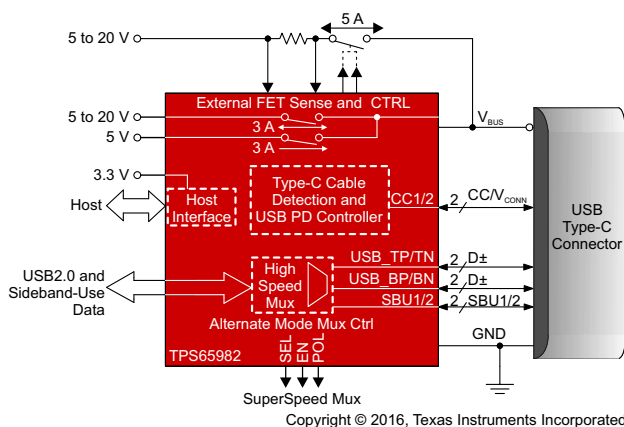 5 A
5 to 20 V
External FET Sense and CTRL
5 to 20 V
3 A
5 V
3 A
V_BUS
3.3 V
Host
Host
Interface
Type-C Cable
Detection and
USB PD Controller
CC1/2
2
CC/V_CONN
USB
Type-C
Connector
USB2.0 and
Sideband-Use
Data
High
Speed
Mux
USB_TP/TN
2
D±
USB_BP/BN
2
D±
SBU1/2
2
SBU1/2
Alternate Mode Mux Ctrl
GND
TPS65982
SEL
EN
POL
SuperSpeed Mux
Copyright © 2016, Texas Instruments Incorporated